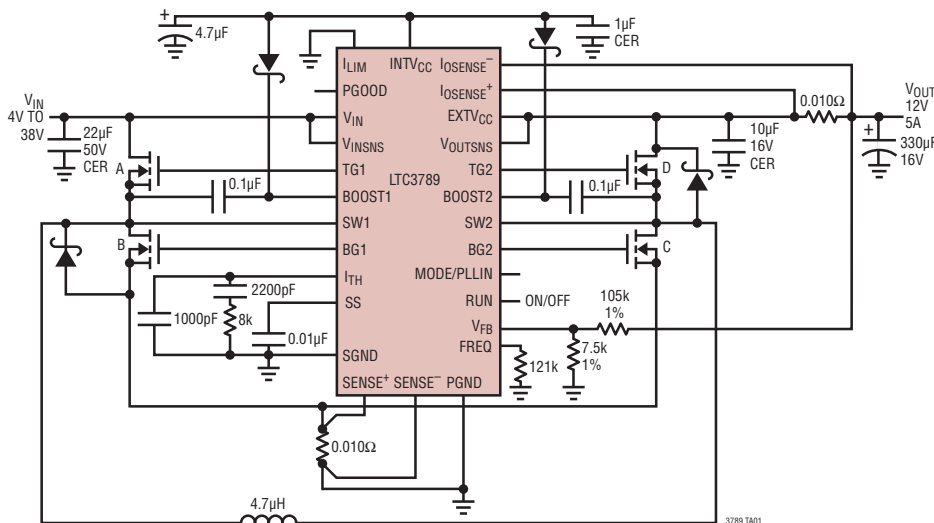 +
4.7µF
1µF
CER
V_IN
4V TO
38V
22µF
50V
CER
I_LIM
INTV_CC
I_OSENSE⁻
PGOOD
I_OSENSE⁺
0.010Ω
V_OUT
12V
5A
V_IN
EXTV_CC
10µF
16V
CER
+
330µF
16V
V_INSNS
V_OUTSNS
A
TG1
LTC3789
TG2
D
0.1µF
BOOST1
BOOST2
0.1µF
SW1
SW2
B
BG1
BG2
C
I_TH
MODE/PLLIN
2200pF
SS
RUN
ON/OFF
1000pF
8k
0.01µF
105k
1%
V_FB
FREQ
7.5k
1%
121k
SGND
SENSE⁺ SENSE⁻ PGND
0.010Ω
4.7µH
3789 TA01